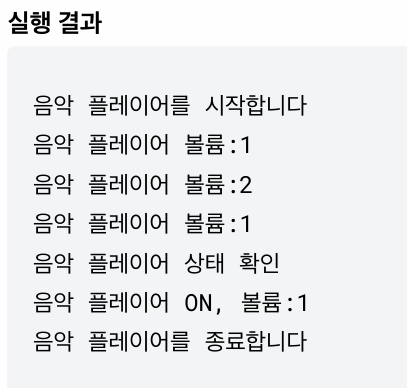 실행 결과
음악 플레이어를 시작합니다
음악 플레이어 볼륨:1
음악 플레이어 볼륨:2
음악 플레이어 볼륨:1
음악 플레이어 상태 확인
음악 플레이어 ON, 볼륨:1
음악 플레이어를 종료합니다